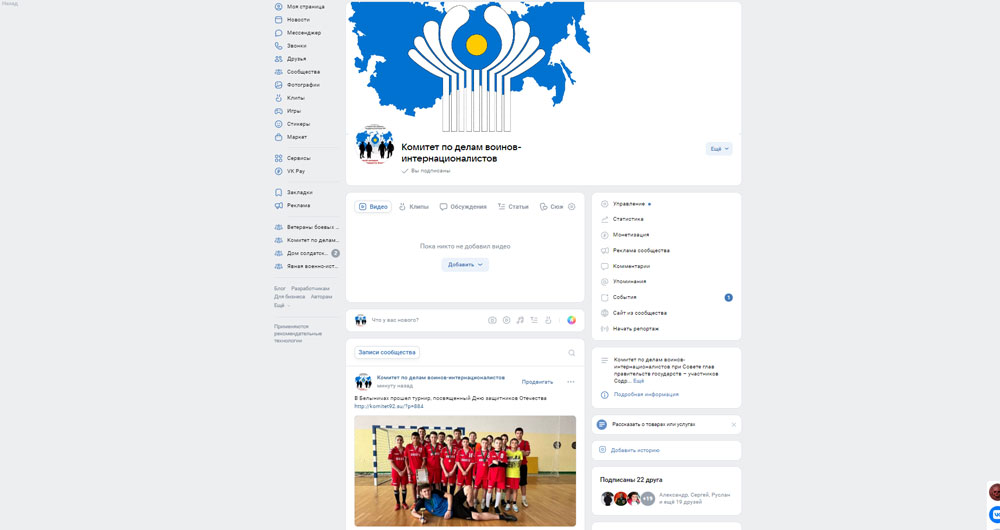 Назад
Моя страница
Новости
Мессенджер
Звонки
Друзья
Сообщества
Фотографии
Клипы
Игры
Стикеры
Маркет
Сервисы
VK Pay
Закладки
Реклама
Ветераны боевых ...
Комитет по делам...
Дом солдатск... 2
Явная военно-ист...
Блог Разработчикам
Для бизнеса Авторам
Ещё
Применяются
рекомендательные
технологии
Комитет по делам воинов-
интернационалистов
Вы подписаны
Ещё
Видео Клипы Обсуждения Статьи Сюж
Пока никто не добавил видео
Добавить
Что у вас нового?
Записи сообщества
Комитет по делам воинов-интернационалистов
минуту назад
Продвигать
В Белыничах прошел турнир, посвященный Дню защитников Отечества
http://komitet92.su/?p=884
Управление
Статистика
Монетизация
Реклама сообщества
Комментарии
Упоминания
События 1
Сайт из сообщества
Начать репортаж
Комитет по делам воинов-
интернационалистов при Совете глав
правительств государств – участников
Содр... Ещё
Подробная информация
Рассказать о товарах или услугах
Добавить историю
Подписаны 22 друга
+19
Александр, Сергей, Руслан
и ещё 19 друзей